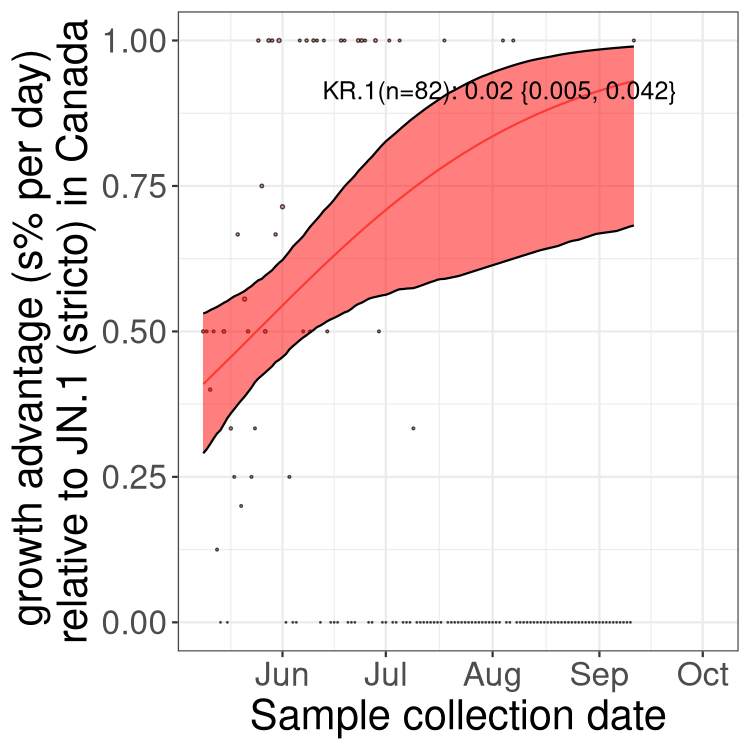 growth advantage (s% per day)
relative to JN.1 (stricto) in Canada
1.00
0.75
0.50
0.25
0.00
KR.1(n=82): 0.02 {0.005, 0.042}
Jun Jul Aug Sep Oct
Sample collection date